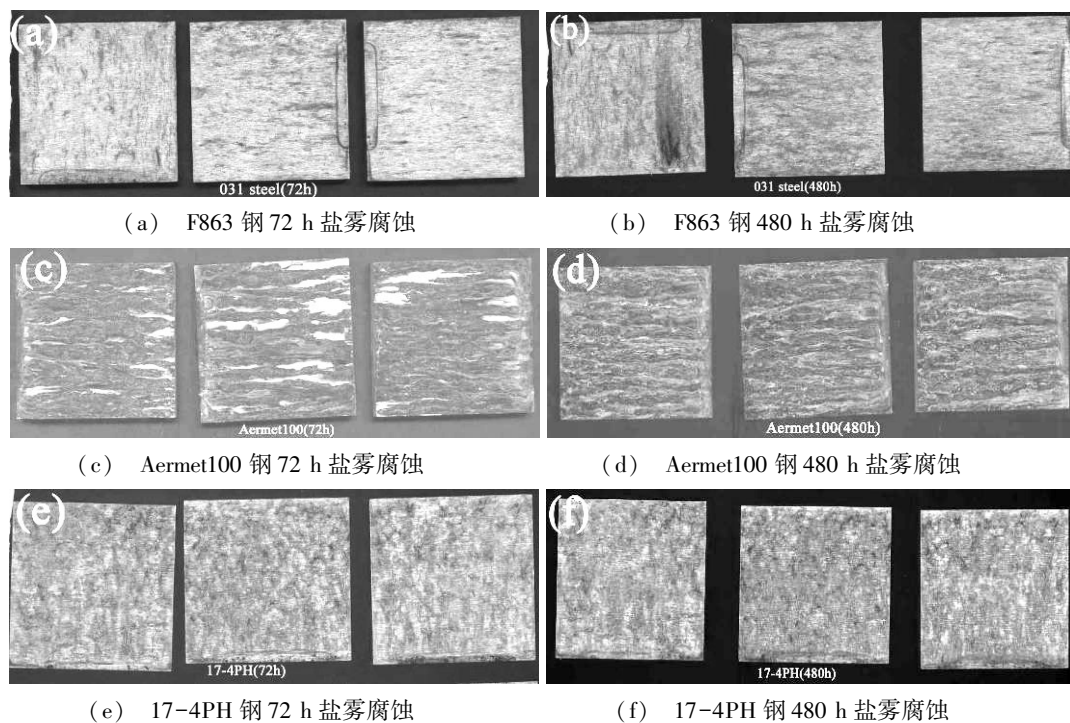 (a)
(b)
031 steel(72h)
031 steel(480h)
(a) F863 钢 72 h 盐雾腐蚀
(b) F863 钢 480 h 盐雾腐蚀
(c)
(d)
Aermet100(72h)
Aermet100(480h)
(c) Aermet100 钢 72 h 盐雾腐蚀
(d) Aermet100 钢 480 h 盐雾腐蚀
(e)
(f)
17-4PH(72h)
17-4PH(480h)
(e) 17-4PH 钢 72 h 盐雾腐蚀
(f) 17-4PH 钢 480 h 盐雾腐蚀